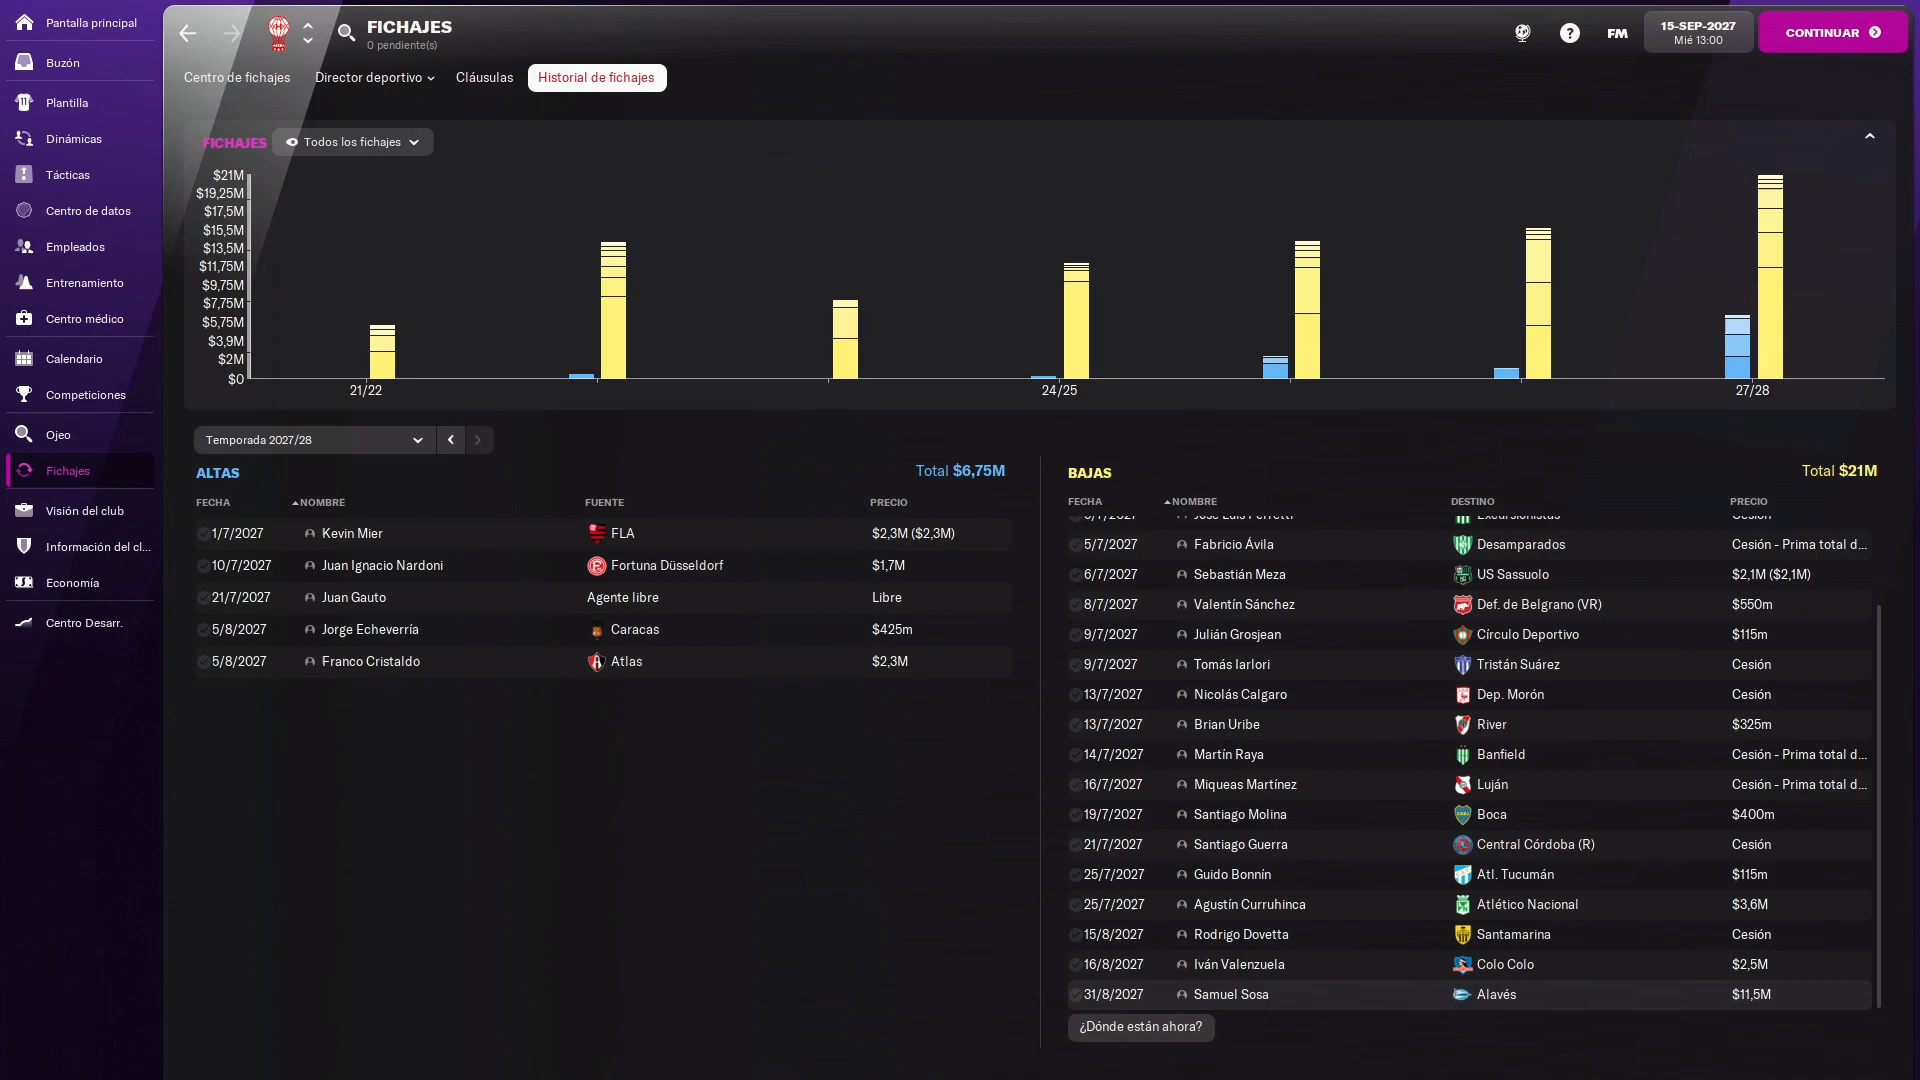 Pantalla principal
Buzón
Plantilla
Dinámicas
Tácticas
Centro de datos
Empleados
Entrenamiento
Centro médico
Calendario
Competiciones
Ojeo
Fichajes
Visión del club
Información del cl...
Economía
Centro Desarr.
FICHAJES
0 pendiente(s)
FM
15-SEP-2027
Mié 13:00
CONTINUAR
Centro de fichajes
Director deportivo
Cláusulas
Historial de fichajes
FICHAJES
Todos los fichajes
$21M
$19,25M
$17,5M
$15,5M
$13,5M
$11,75M
$9,75M
$7,75M
$5,75M
$3,9M
$2M
$0
21/22
24/25
27/28
Temporada 2027/28
ALTAS
Total $6,75M
FECHA NOMBRE FUENTE PRECIO
1/7/2027 Kevin Mier FLA $2,3M ($2,3M)
10/7/2027 Juan Ignacio Nardoni Fortuna Düsseldorf $1,7M
21/7/2027 Juan Gauto Agente libre Libre
5/8/2027 Jorge Echeverría Caracas $425m
5/8/2027 Franco Cristaldo Atlas $2,3M
BAJAS
Total $21M
FECHA NOMBRE DESTINO PRECIO
Excursionistas Cesión
5/7/2027 Fabricio Ávila Desamparados Cesión - Prima total d...
6/7/2027 Sebastián Meza US Sassuolo $2,1M ($2,1M)
8/7/2027 Valentín Sánchez Def. de Belgrano (VR) $550m
9/7/2027 Julián Grosjean Círculo Deportivo $115m
9/7/2027 Tomás Iarlori Tristán Suárez Cesión
13/7/2027 Nicolás Calgaro Dep. Morón Cesión
13/7/2027 Brian Uribe River $325m
14/7/2027 Martín Raya Banfield Cesión - Prima total d...
16/7/2027 Miqueas Martínez Luján Cesión - Prima total d...
19/7/2027 Santiago Molina Boca $400m
21/7/2027 Santiago Guerra Central Córdoba (R) Cesión
25/7/2027 Guido Bonnín Atl. Tucumán $115m
25/7/2027 Agustín Curruhinca Atlético Nacional $3,6M
15/8/2027 Rodrigo Dovetta Santamarina Cesión
16/8/2027 Iván Valenzuela Colo Colo $2,5M
31/8/2027 Samuel Sosa Alavés $11,5M
¿Dónde están ahora?